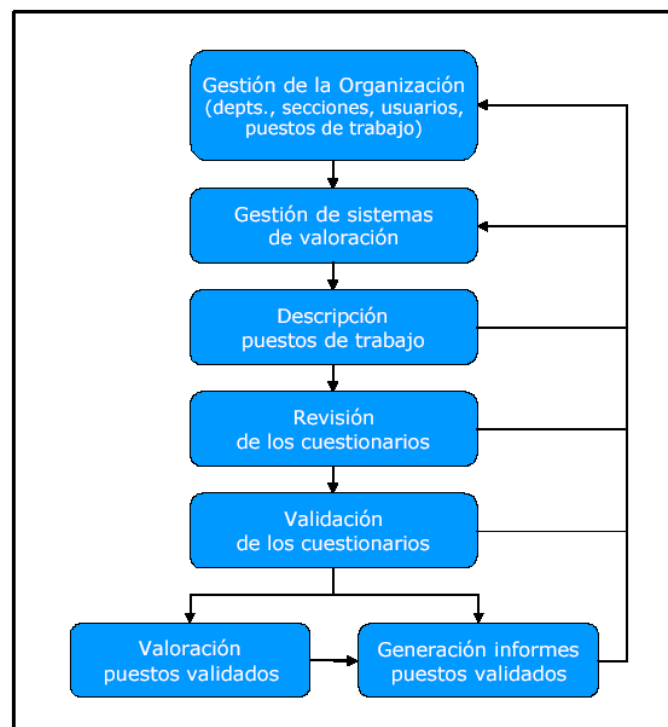 Gestión de la Organización
(depts., secciones, usuarios,
puestos de trabajo)
Gestión de sistemas
de valoración
Descripción
puestos de trabajo
Revisión
de los cuestionarios
Validación
de los cuestionarios
Valoración
puestos validados
Generación informes
puestos validados